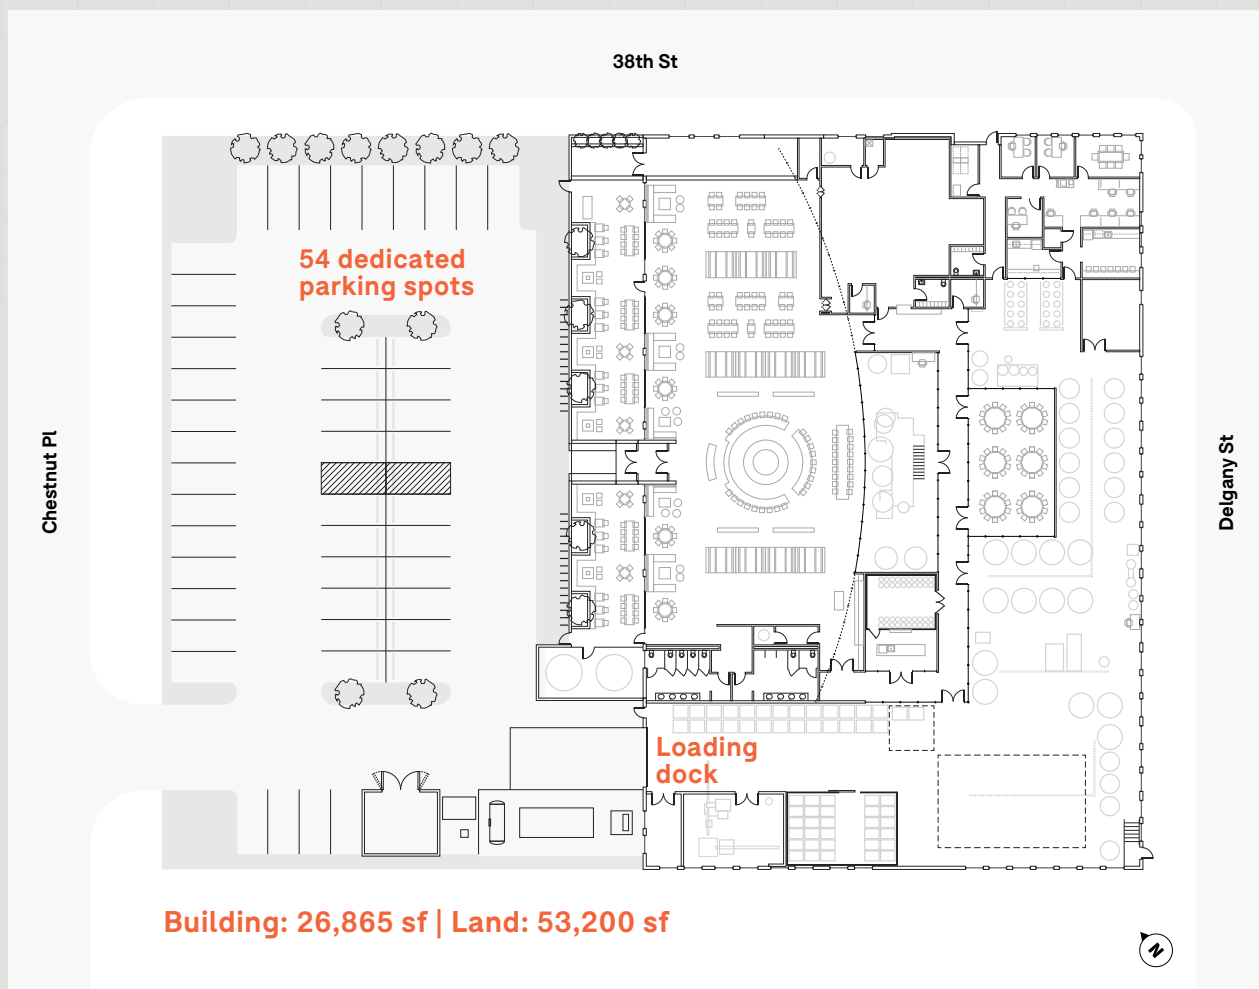 38th St
54 dedicated
parking spots
Chestnut Pl
Delgany St
Loading
dock
Building: 26,865 sf | Land: 53,200 sf
N